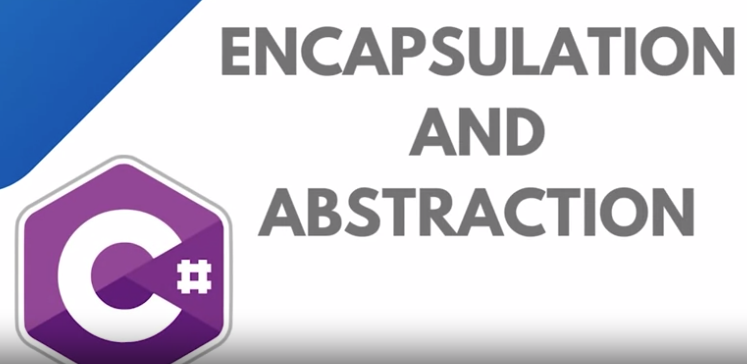 ENCAPSULATION
AND
ABSTRACTION
C#